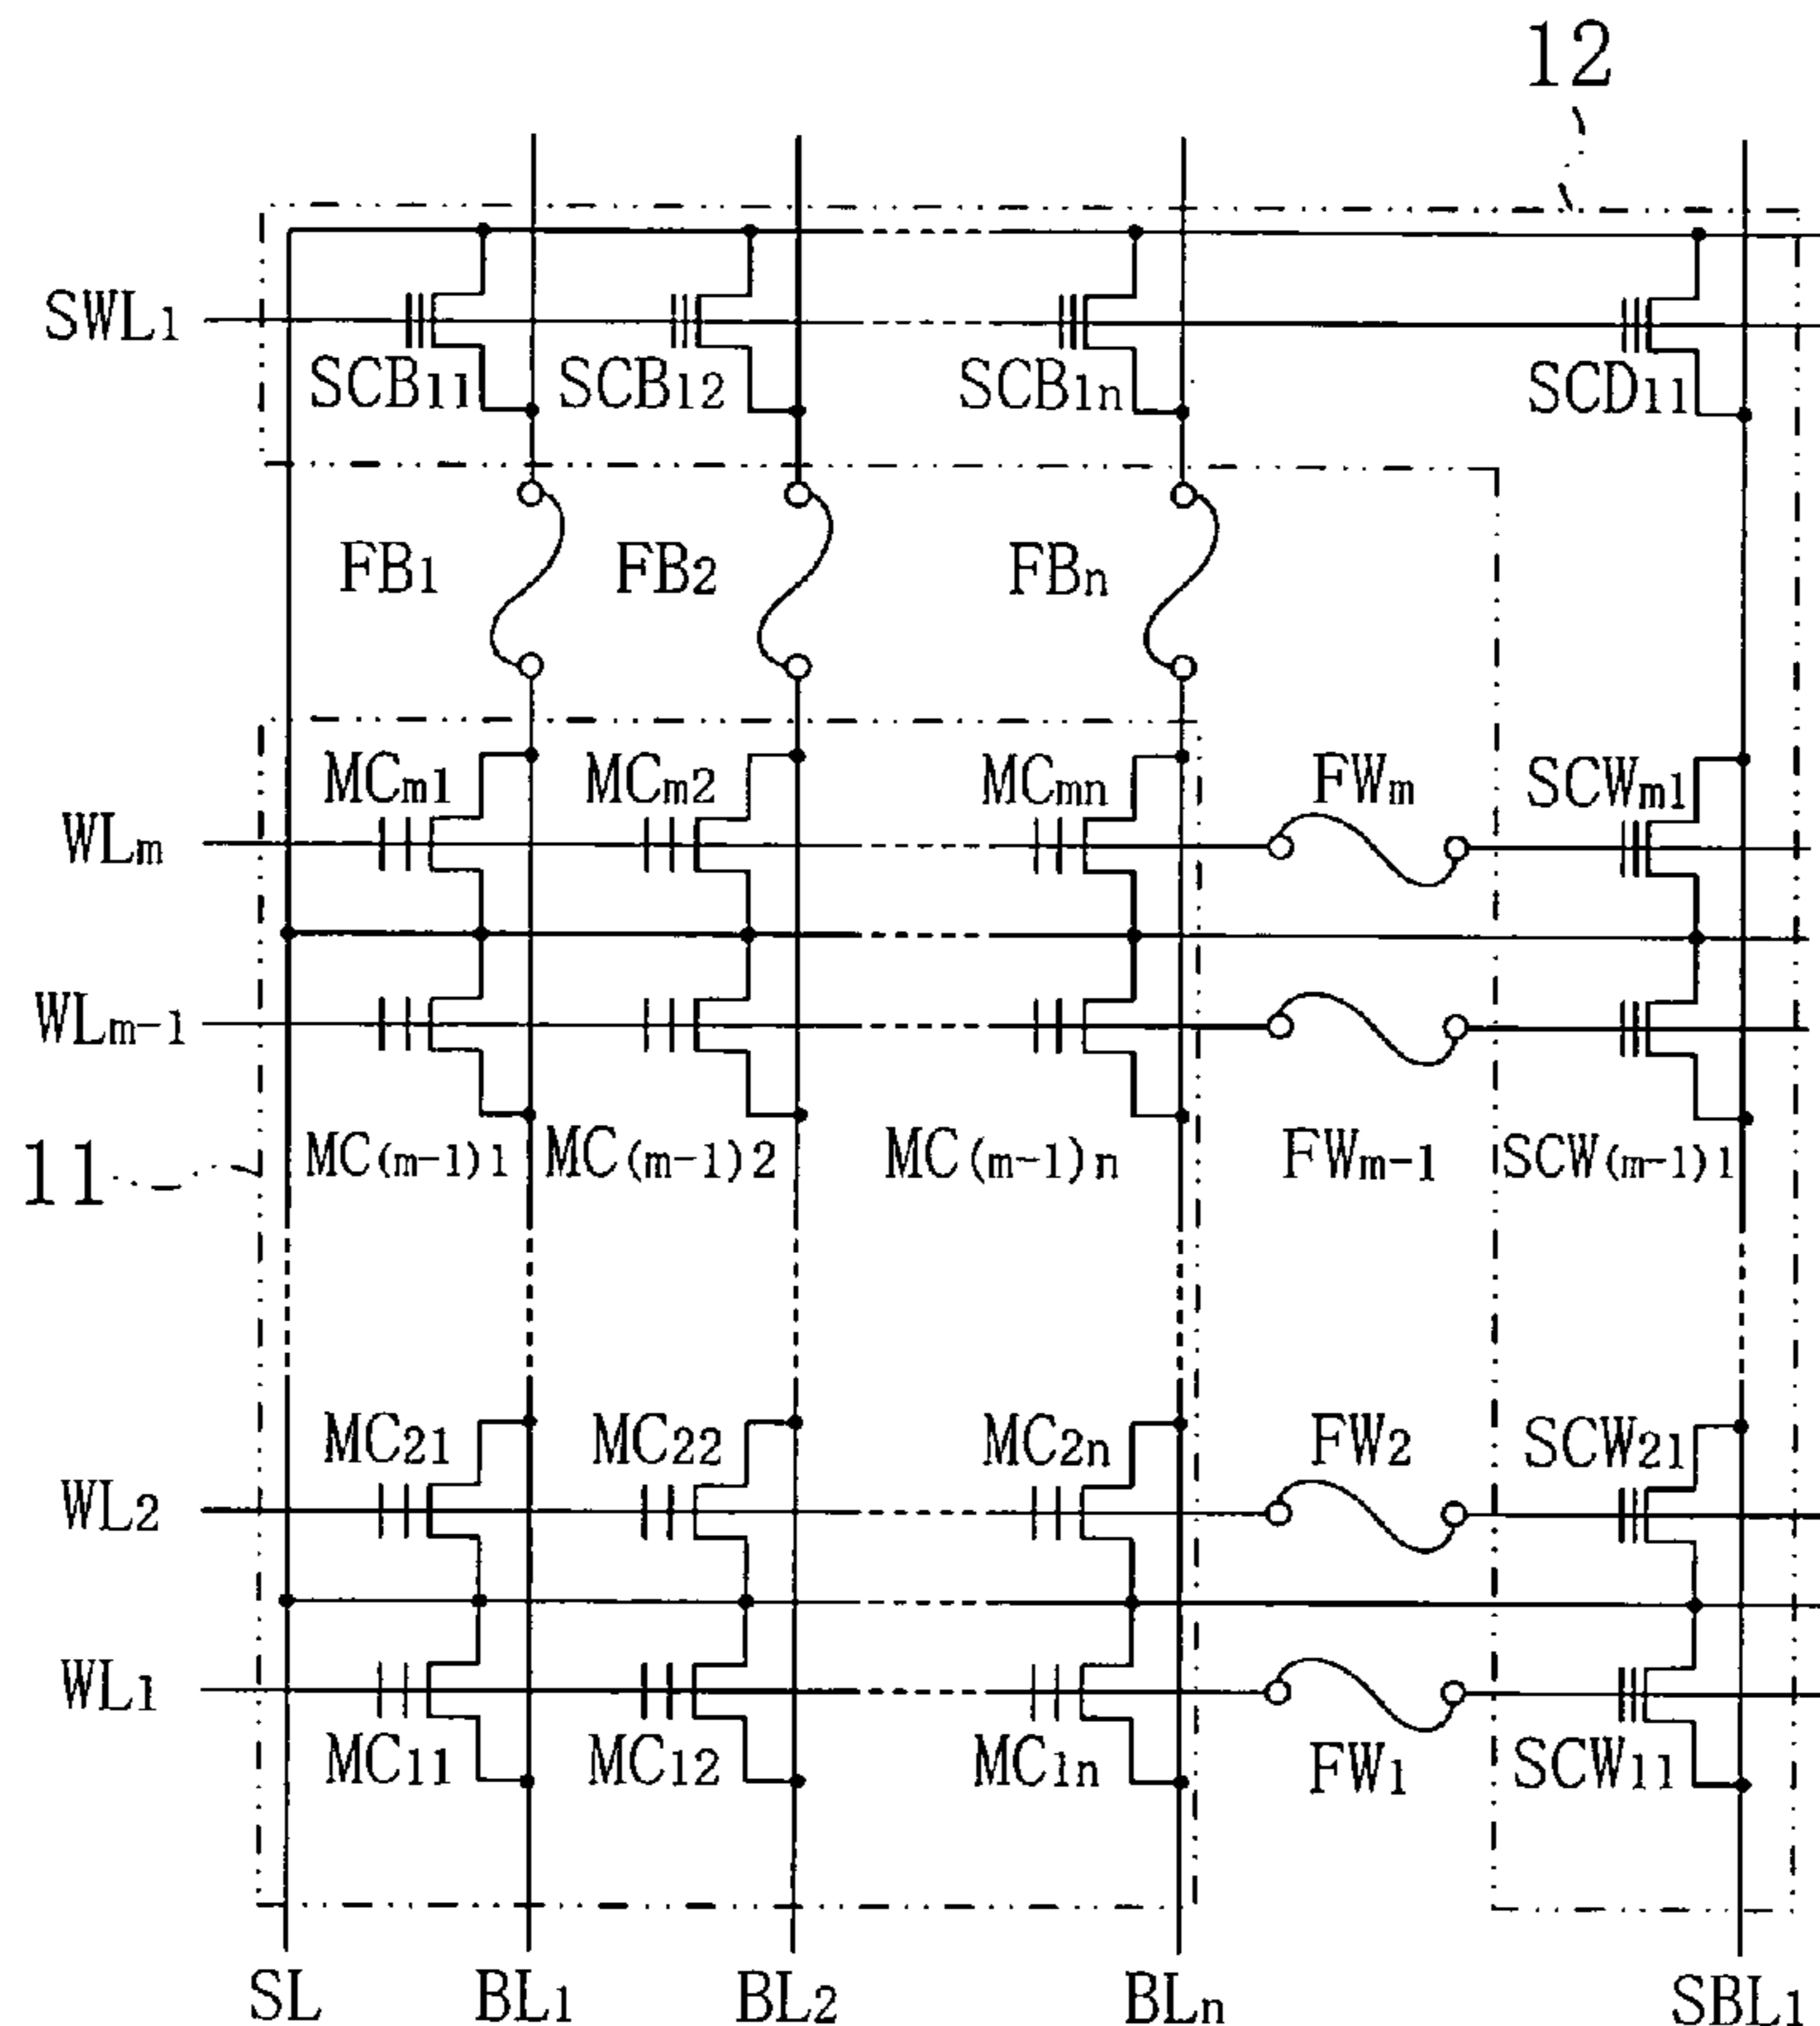 12
SWL1
SCB11 SCB12 SCB1n SCD11
FB1 FB2 FBn
MCm1 MCm2 MCmn FWm SCWm1
WLm
WLm-1
MC(m-1)1 MC(m-1)2 MC(m-1)n FWm-1 SCW(m-1)1
11
MC21 MC22 MC2n FW2 SCW21
WL2
WL1
MC11 MC12 MC1n FW1 SCW11
SL BL1 BL2 BLn SBL1